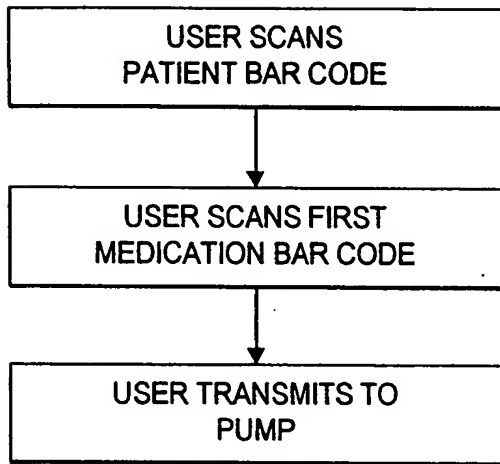 USER SCANS
PATIENT BAR CODE
USER SCANS FIRST
MEDICATION BAR CODE
USER TRANSMITS TO
PUMP